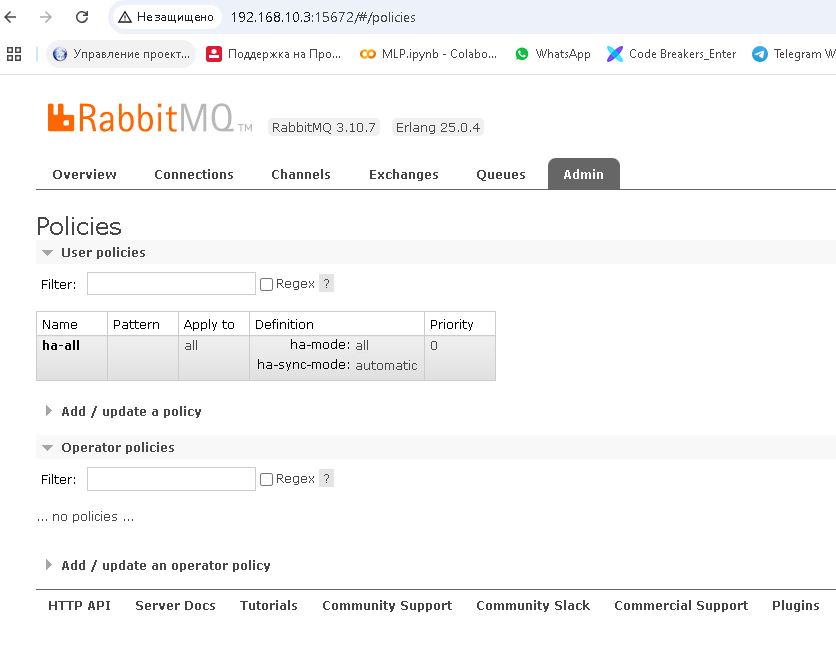 Не защищено 192.168.10.3:15672/#/policies
Управление проект... Поддержка на Про... MLP.ipynb - Colabo... WhatsApp Code Breakers_Enter Telegram W
RabbitMQ TM RabbitMQ 3.10.7 Erlang 25.0.4
Overview Connections Channels Exchanges Queues Admin
Policies
User policies
Filter: Regex ?
Name Pattern Apply to Definition Priority
ha-all all ha-mode: all 0
ha-sync-mode: automatic
Add / update a policy
Operator policies
Filter: Regex ?
... no policies ...
Add / update an operator policy
HTTP API Server Docs Tutorials Community Support Community Slack Commercial Support Plugins